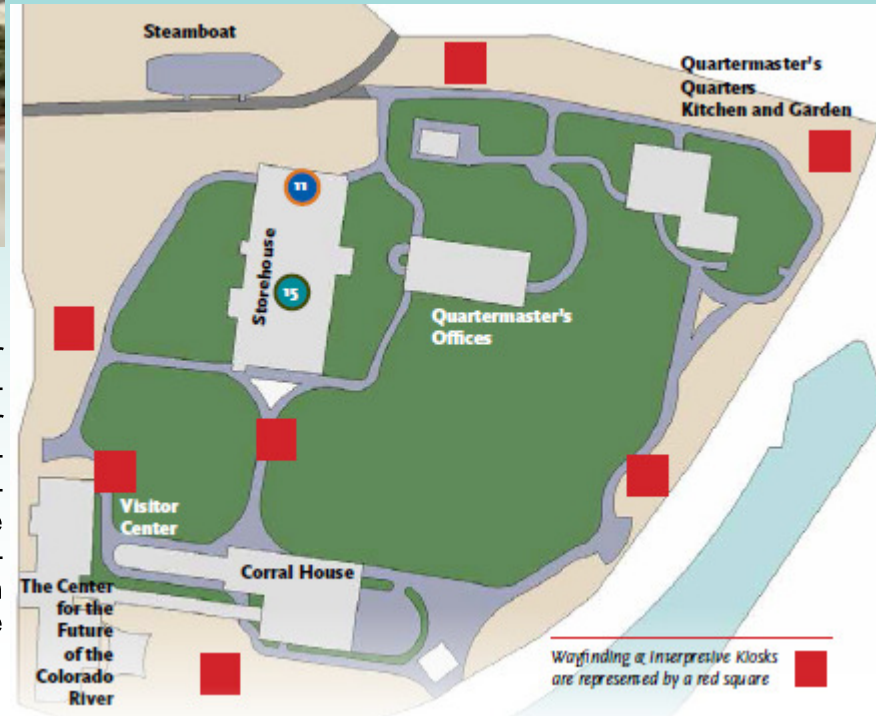 Steamboat
Quartermaster's
Quarters
Kitchen and Garden
11
Storehouse
15
Quartermaster's
Offices
Visitor
Center
Corral House
The Center
for the
Future
of the
Colorado
River
Wayfinding & Interpretive Kiosks
are represented by a red square